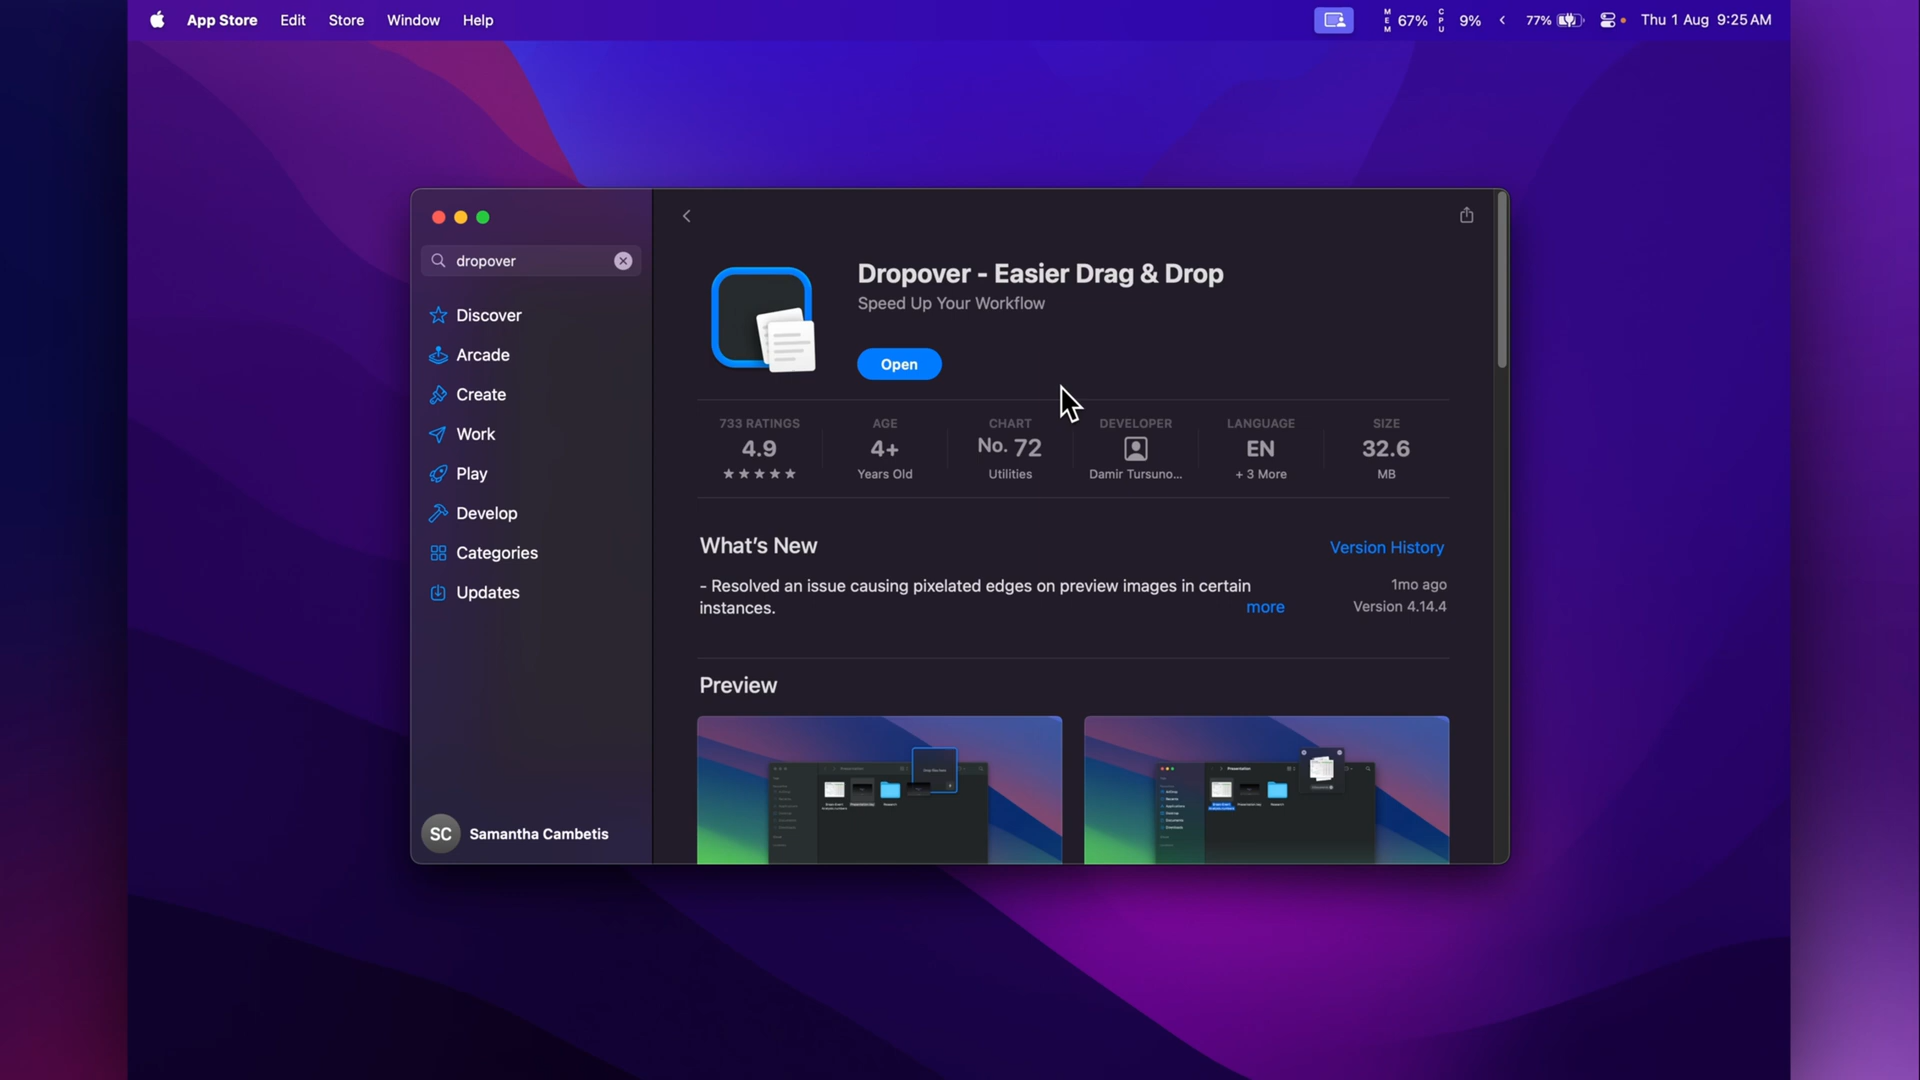 App Store Edit Store Window Help
MEM 67% CPU 9% 77% Thu 1 Aug 9:25 AM
dropover
Discover
Arcade
Create
Work
Play
Develop
Categories
Updates
SC Samantha Cambetis
Dropover - Easier Drag & Drop
Speed Up Your Workflow
Open
733 RATINGS
4.9
AGE
4+
Years Old
CHART
No. 72
Utilities
DEVELOPER
Damir Tursuno...
LANGUAGE
EN
+ 3 More
SIZE
32.6
MB
What's New
Version History
- Resolved an issue causing pixelated edges on preview images in certain
instances.
more
1mo ago
Version 4.14.4
Preview
Presentation